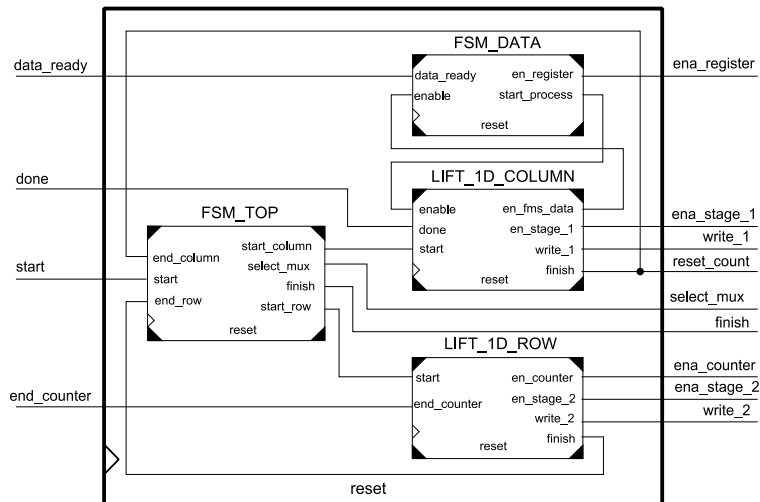 FSM_DATA
data_ready
data_ready
en_register
ena_register
enable
start_process
reset
done
LIFT_1D_COLUMN
FSM_TOP
enable
en_fms_data
done
en_stage_1
ena_stage_1
start_column
start
write_1
write_1
end_column
select_mux
finish
reset_count
start
start
finish
reset
select_mux
end_row
start_row
finish
reset
LIFT_1D_ROW
start
en_counter
ena_counter
end_counter
end_counter
en_stage_2
ena_stage_2
write_2
write_2
finish
reset
reset